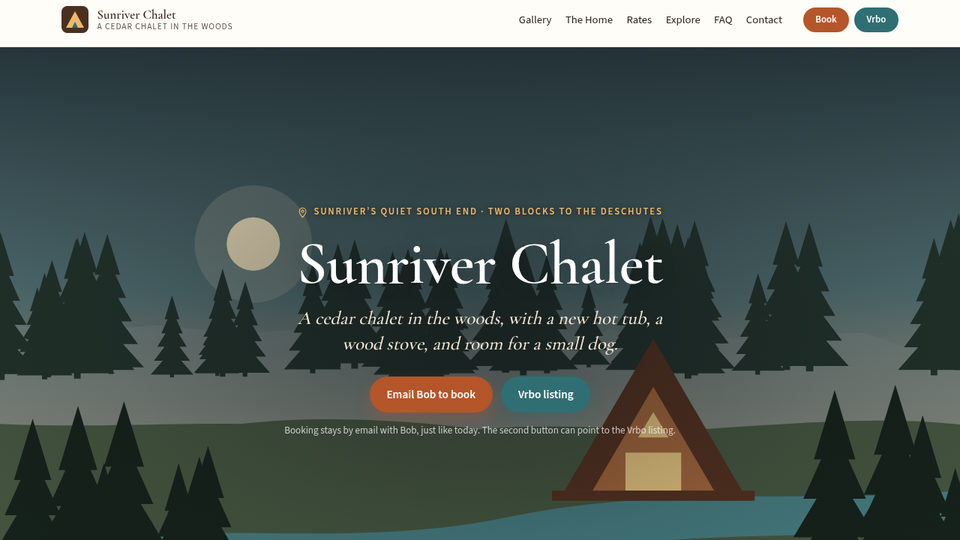 Sunriver Chalet
A CEDAR CHALET IN THE WOODS
Gallery The Home Rates Explore FAQ Contact Book Vrbo
SUNRIVER'S QUIET SOUTH END · TWO BLOCKS TO THE DESCHUTES
Sunriver Chalet
A cedar chalet in the woods, with a new hot tub, a
wood stove, and room for a small dog.
Email Bob to book Vrbo listing
Booking stays by email with Bob, just like today. The second button can point to the Vrbo listing.